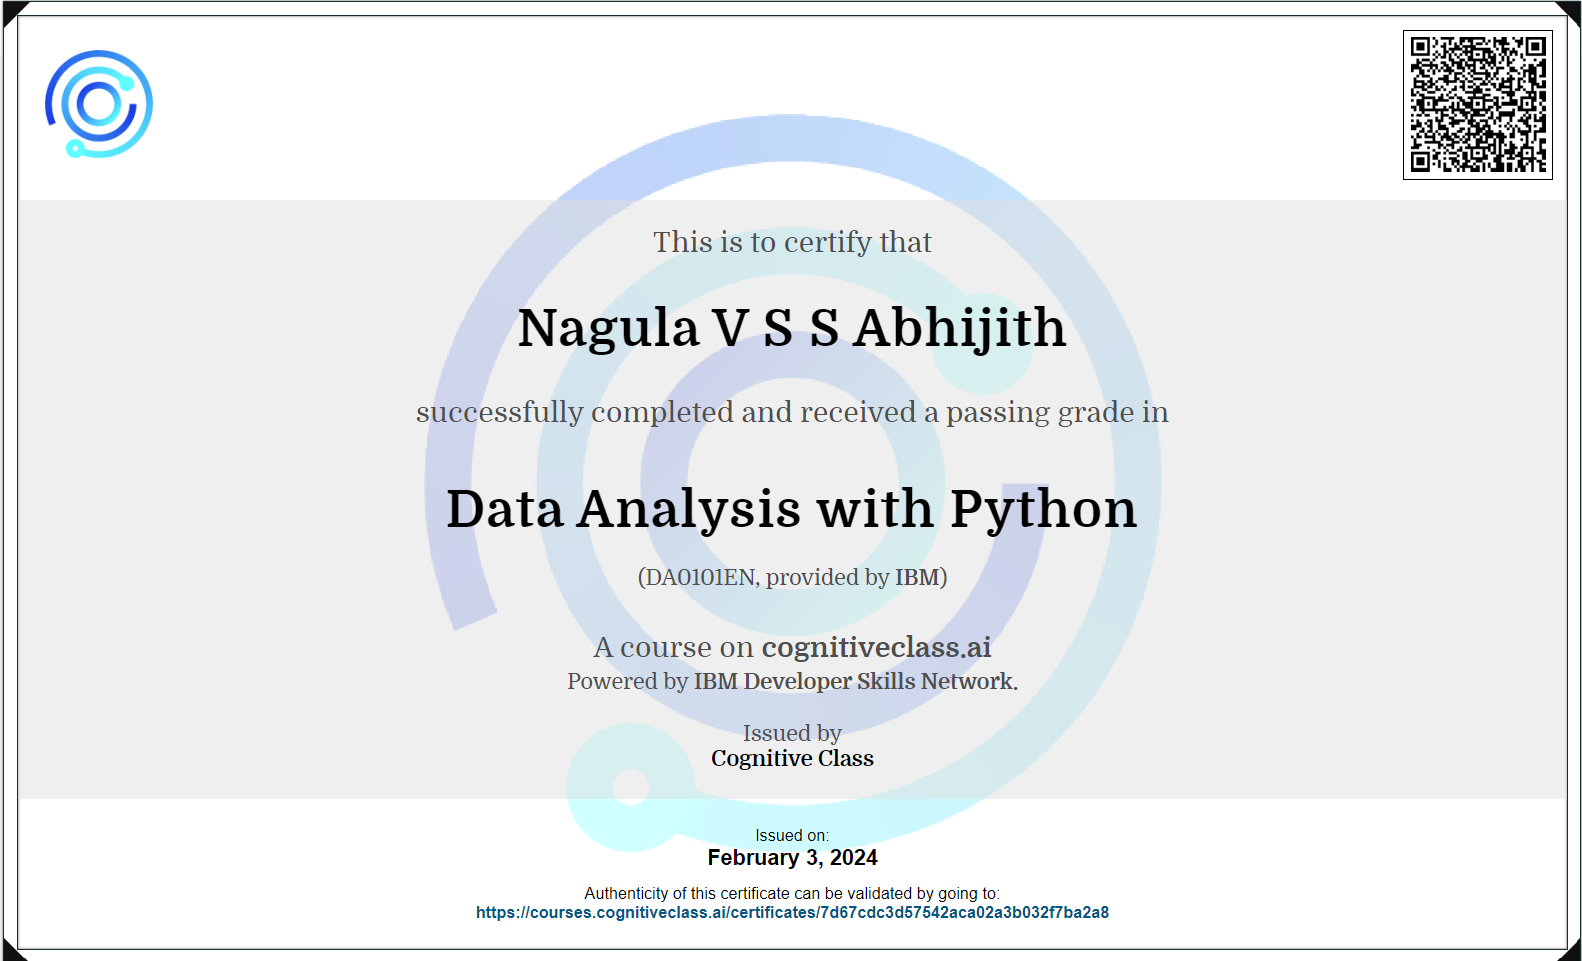 This is to certify that
Nagula V S S Abhijith
successfully completed and received a passing grade in
Data Analysis with Python
(DA0101EN, provided by IBM)
A course on cognitiveclass.ai
Powered by IBM Developer Skills Network.
Issued by
Cognitive Class
Issued on:
February 3, 2024
Authenticity of this certificate can be validated by going to:
https://courses.cognitiveclass.ai/certificates/7d67cdc3d57542aca02a3b032f7ba2a8